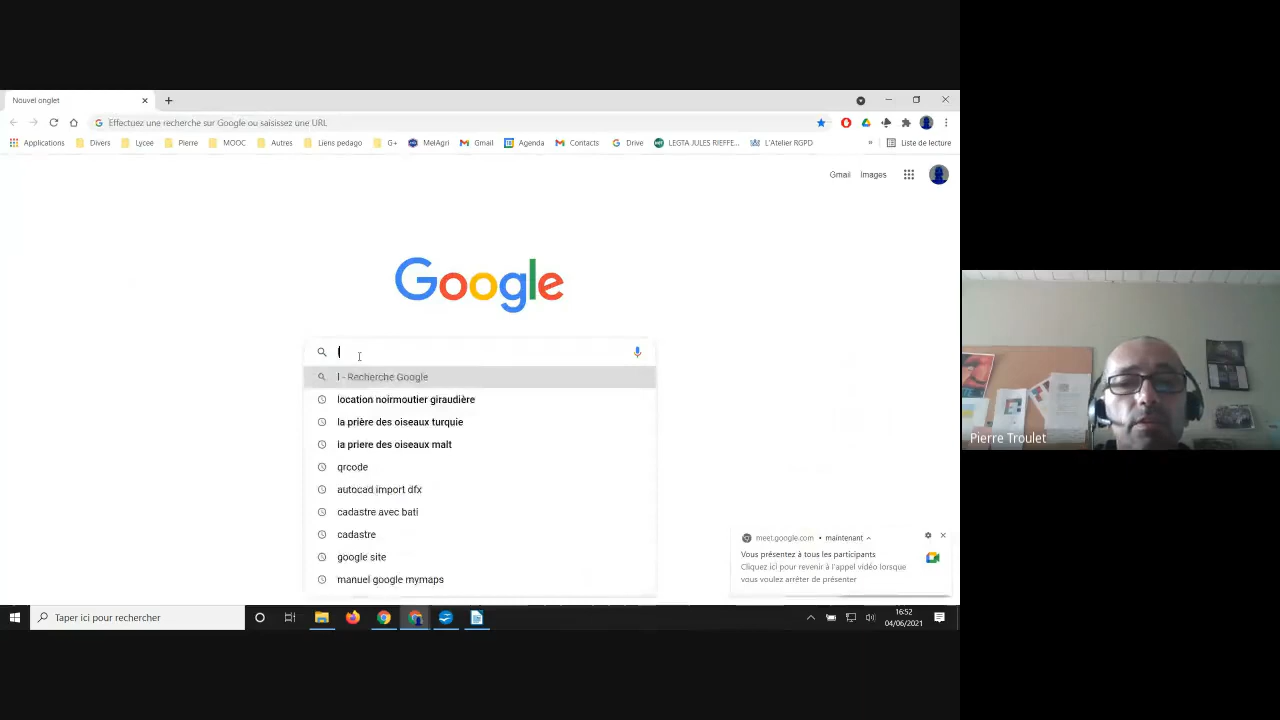 Nouvel onglet
Effectuez une recherche sur Google ou saisissez une URL
Applications Divers Lycee Pierre MOOC Autres Liens pedago G+ MelAgri Gmail Agenda Contacts Drive LEGTA JULES RIEFFE... L'Atelier RGPD » Liste de lecture
Gmail Images
Google
l
l - Recherche Google
location noirmoutier giraudière
la prière des oiseaux turquie
la priere des oiseaux malt
qrcode
autocad import dfx
cadastre avec bati
cadastre
google site
manuel google mymaps
meet.google.com • maintenant
Vous présentez à tous les participants
Cliquez ici pour revenir à l'appel vidéo lorsque
vous voulez arrêter de présenter
Taper ici pour rechercher
16:52
04/06/2021
Pierre Troulet